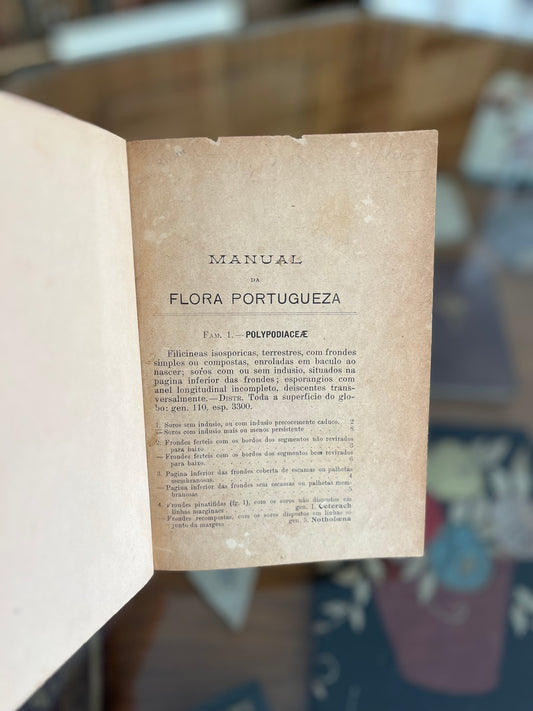 MANUAL
DA
FLORA PORTUGUEZA
FAM. 1.—POLYPODIACEÆ
Filicineas isosporicas, terrestres, com frondes
simples ou compostas, enroladas em baculo ao
nascer; soros com ou sem indusio, situados na
pagina inferior das frondes; esporangios com
anel longitudinal incompleto, deiscentes trans-
versalmente.—DISTR. Toda a superficie do glo-
bo: gen. 110, esp. 3300.
1. Soros sem indusio, ou com indusio precocemente caduco. 2
— Soros com indusio mais ou menos persistente
2. Frondes ferteis com os bordos dos segmentos não revirados
para baixo.
— Frondes ferteis com os bordos dos segmentos bem revirados
para baixo. 6
3. Pagina inferior das frondes coberta de escamas ou palhetas
membranosas.
— Pagina inferior das frondes sem escamas ou palhetas mem-
branosas
4. Frondes pinatifidas (fg. 1), com os soros não dispostos em
linhas marginaes. gen. 1. Ceterach
— Frondes recompostas, com os soros dispostos em linhas so
junto da margem gen. 5. Notholæna